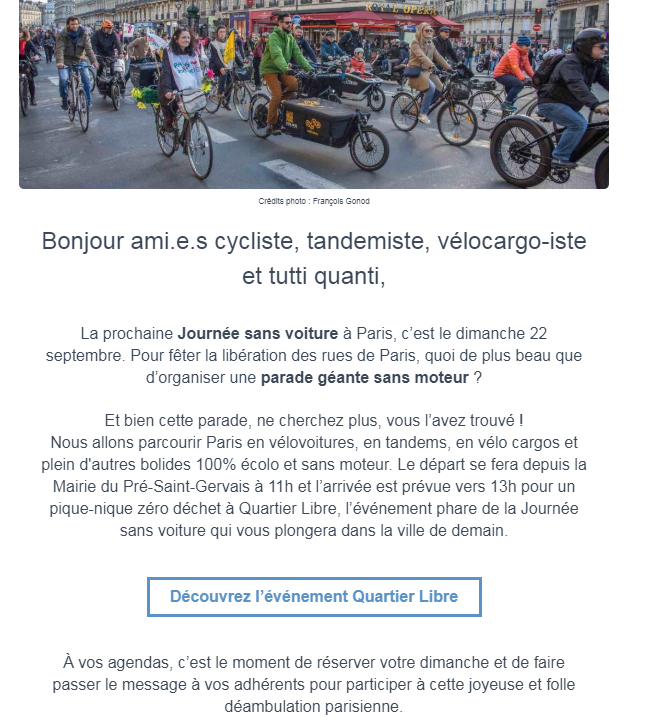 ROYAL OPERA
Crédits photo : François Gonod
Bonjour ami.e.s cycliste, tandemiste, vélocargo-iste
et tutti quanti,
La prochaine Journée sans voiture à Paris, c’est le dimanche 22
septembre. Pour fêter la libération des rues de Paris, quoi de plus beau que
d’organiser une parade géante sans moteur ?
Et bien cette parade, ne cherchez plus, vous l’avez trouvé !
Nous allons parcourir Paris en vélovoitures, en tandems, en vélo cargos et
plein d'autres bolides 100% écolo et sans moteur. Le départ se fera depuis la
Mairie du Pré-Saint-Gervais à 11h et l’arrivée est prévue vers 13h pour un
pique-nique zéro déchet à Quartier Libre, l’événement phare de la Journée
sans voiture qui vous plongera dans la ville de demain.
Découvrez l’événement Quartier Libre
À vos agendas, c’est le moment de réserver votre dimanche et de faire
passer le message à vos adhérents pour participer à cette joyeuse et folle
déambulation parisienne.